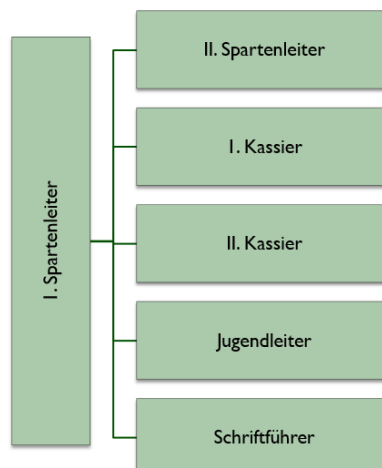 I. Spartenleiter
II. Spartenleiter
I. Kassier
II. Kassier
Jugendleiter
Schriftführer